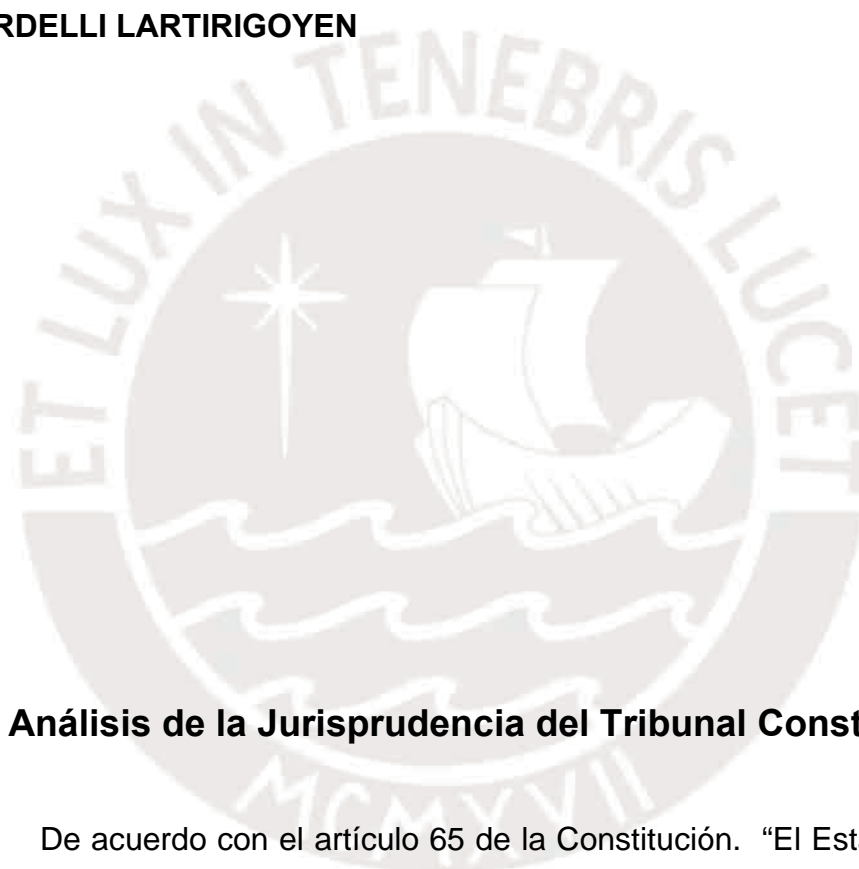 RDELLI LARTIRIGOYEN
ET LUX IN TENEBRIS LUCET
Análisis de la Jurisprudencia del Tribunal Const
MCMXVII
De acuerdo con el artículo 65 de la Constitución.  “El Est